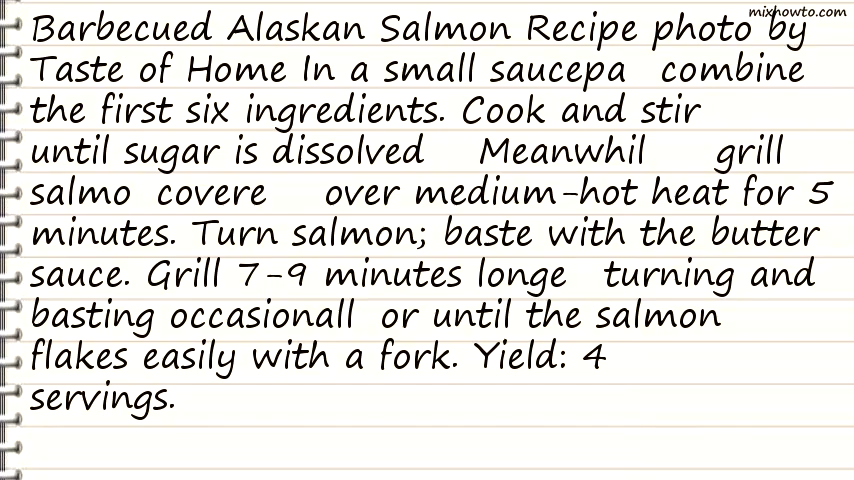 mixhowto.com
Barbecued Alaskan Salmon Recipe photo by
Taste of Home In a small saucepa combine
the first six ingredients. Cook and stir
until sugar is dissolved Meanwhil grill
salmo covere over medium-hot heat for 5
minutes. Turn salmon; baste with the butter
sauce. Grill 7-9 minutes longe turning and
basting occasionall or until the salmon
flakes easily with a fork. Yield: 4
servings.